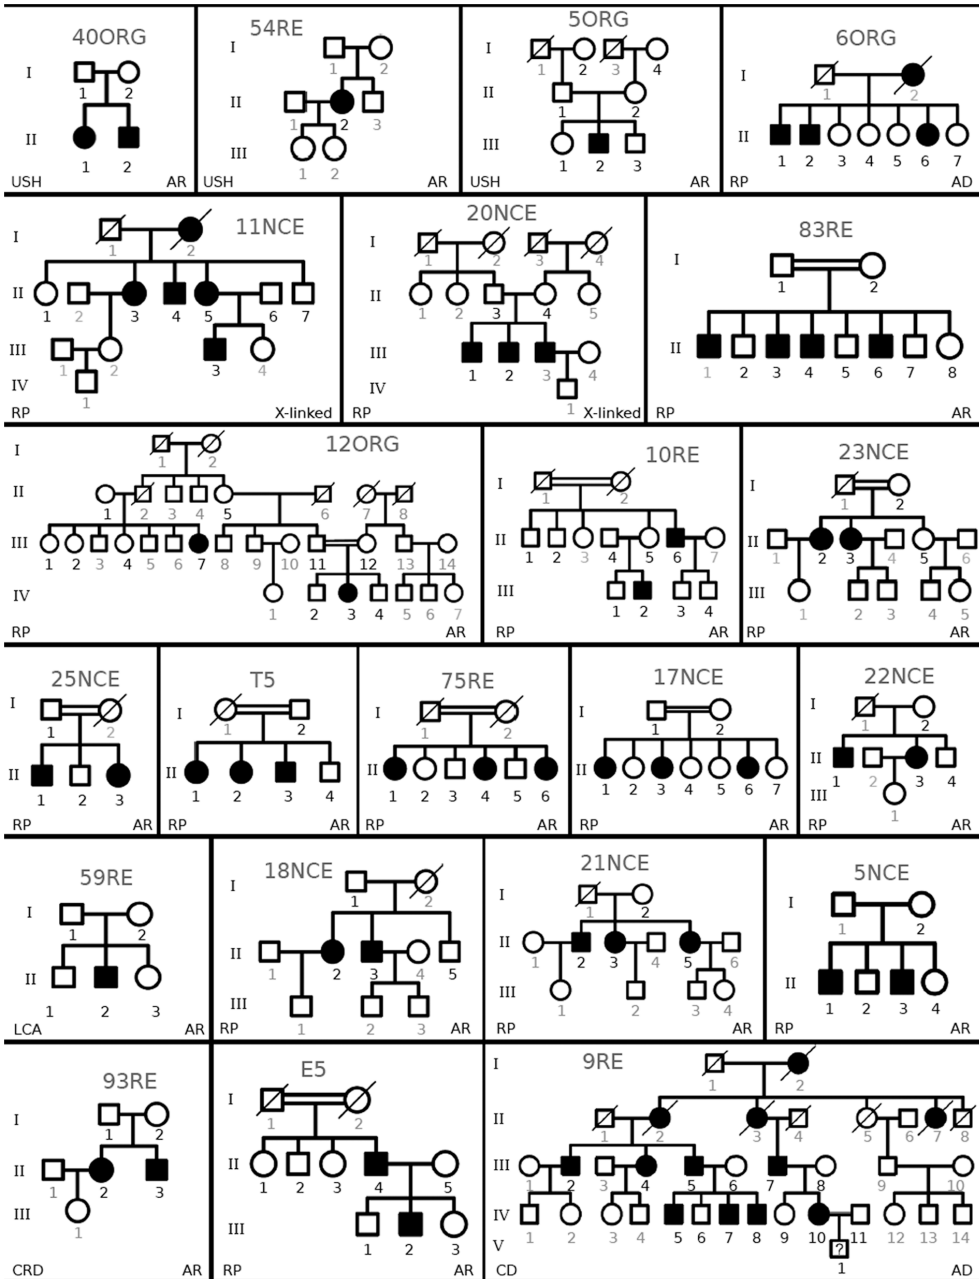 40ORG
I
1 2
II
1 2
USH AR
54RE
I
1 2
II
1 2 3
III
1 2
USH AR
5ORG
I
1 2 3 4
II
1 2
III
1 2 3
USH AR
6ORG
I
1 2
II
1 2 3 4 5 6 7
RP AD
11NCE
I
1 2
II
1 2 3 4 5 6 7
III
1 2 3 4
IV
1
RP X-linked
20NCE
I
1 2 3 4
II
1 2 3 4 5
III
1 2 3 4
IV
1
RP X-linked
83RE
I
1 2
II
1 2 3 4 5 6 7 8
RP AR
12ORG
I
1 2
II
1 2 3 4 5 6 7 8
III
1 2 3 4 5 6 7 8 9 10 11 12 13 14
IV
1 2 3 4 5 6 7
RP AR
10RE
I
1 2
II
1 2 3 4 5 6 7
III
1 2 3 4
RP AR
23NCE
I
1 2
II
1 2 3 4 5 6
III
1 2 3 4 5
RP AR
25NCE
I
1 2
II
1 2 3
RP AR
T5
I
1 2
II
1 2 3 4
RP AR
75RE
I
1 2
II
1 2 3 4 5 6
RP AR
17NCE
I
1 2
II
1 2 3 4 5 6 7
RP AR
22NCE
I
1 2
II
1 2 3 4
III
1
RP AR
59RE
I
1 2
II
1 2 3
LCA AR
18NCE
I
1 2
II
1 2 3 4 5
III
1 2 3
RP AR
21NCE
I
1 2
II
1 2 3 4 5 6
III
1 2 3 4
RP AR
5NCE
I
1 2
II
1 2 3 4
RP AR
93RE
I
1 2
II
1 2 3
III
1
CRD AR
E5
I
1 2
II
1 2 3 4 5
III
1 2 3
RP AR
9RE
I
1 2
II
1 2 3 4 5 6 7 8
III
1 2 3 4 5 6 7 8 9 10
IV
1 2 3 4 5 6 7 8 9 10 11 12 13 14
V
?
1
CD AD